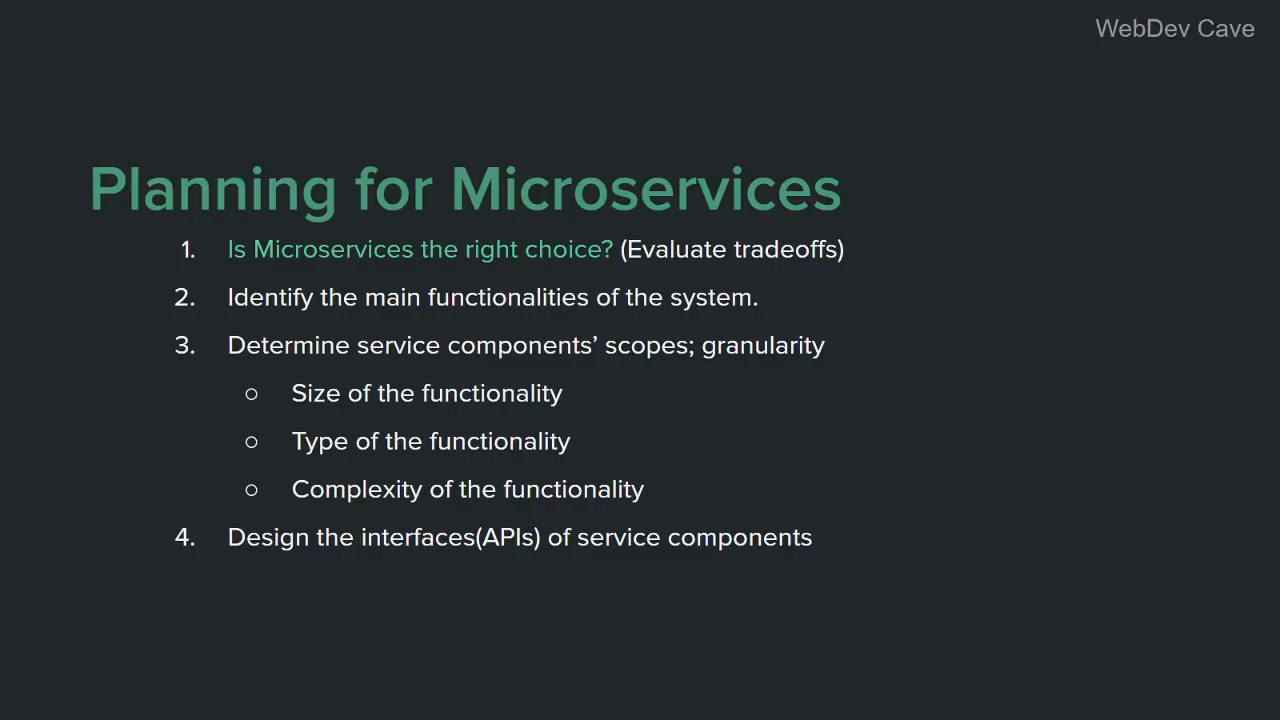 WebDev Cave
Planning for Microservices
1. Is Microservices the right choice? (Evaluate tradeoffs)
2. Identify the main functionalities of the system.
3. Determine service components’ scopes; granularity
○ Size of the functionality
○ Type of the functionality
○ Complexity of the functionality
4. Design the interfaces(APIs) of service components